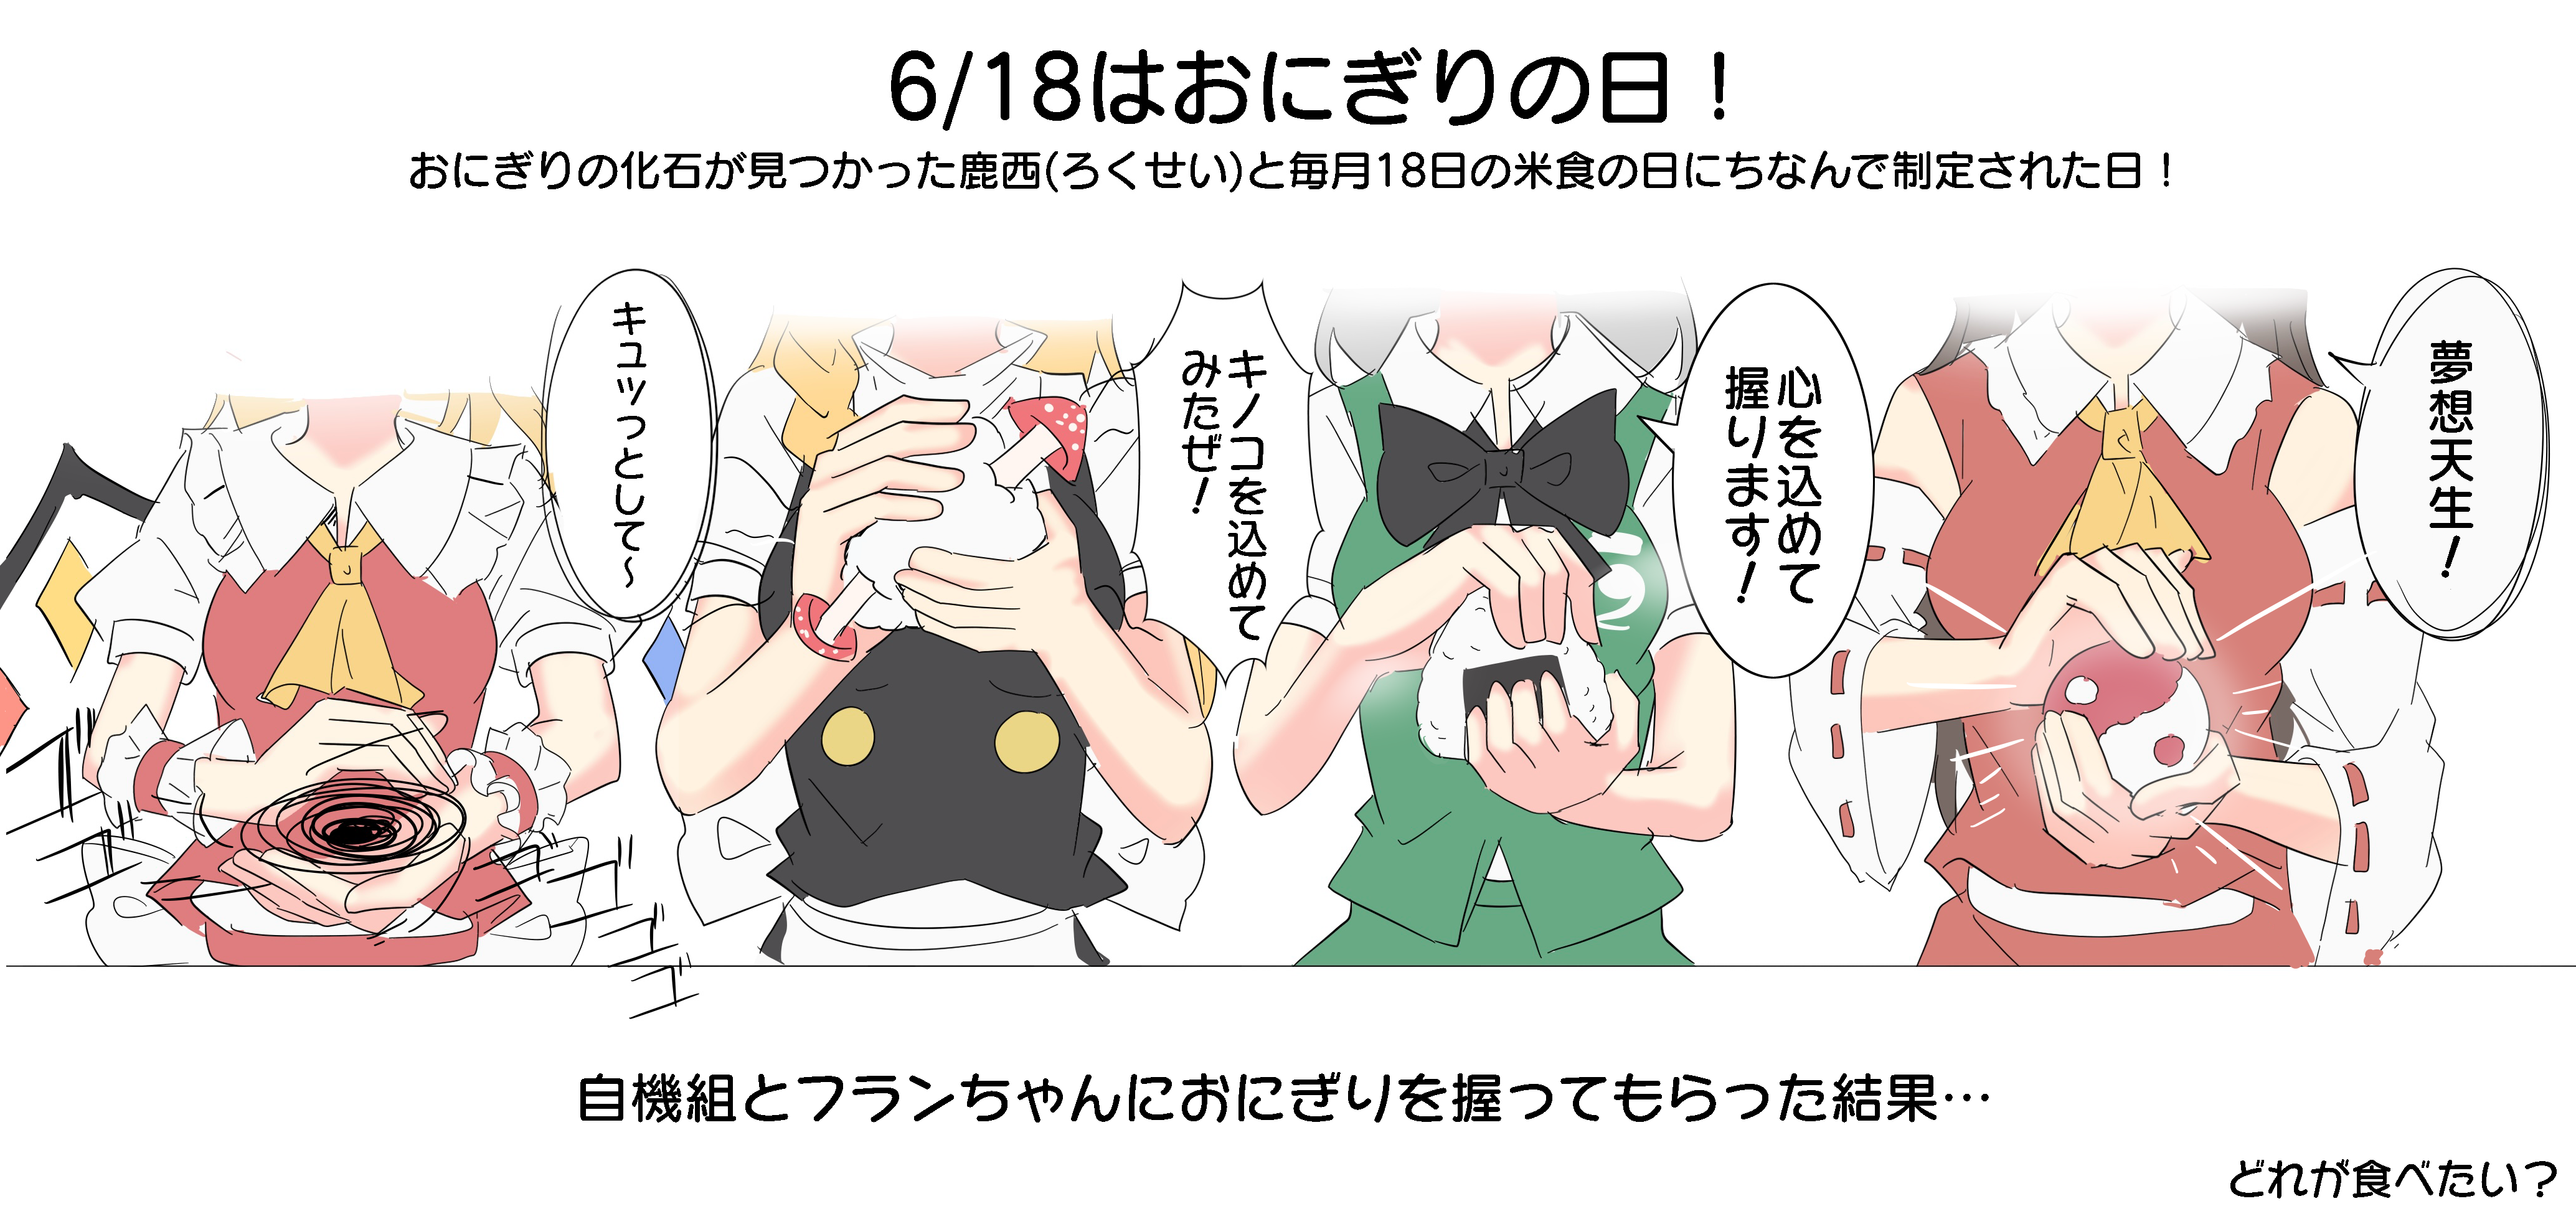 6/18はおにぎりの日！
おにぎりの化石が見つかった鹿西(ろくせい)と毎月18日の米食の日にちなんで制定された日！
夢想天生！
心を込めて
握ります！
キノコを込めて
みたぜ！
キュッっとして～
ゴゴゴゴ
ゴゴゴゴゴ
自機組とフランちゃんにおにぎりを握ってもらった結果…
どれが食べたい？